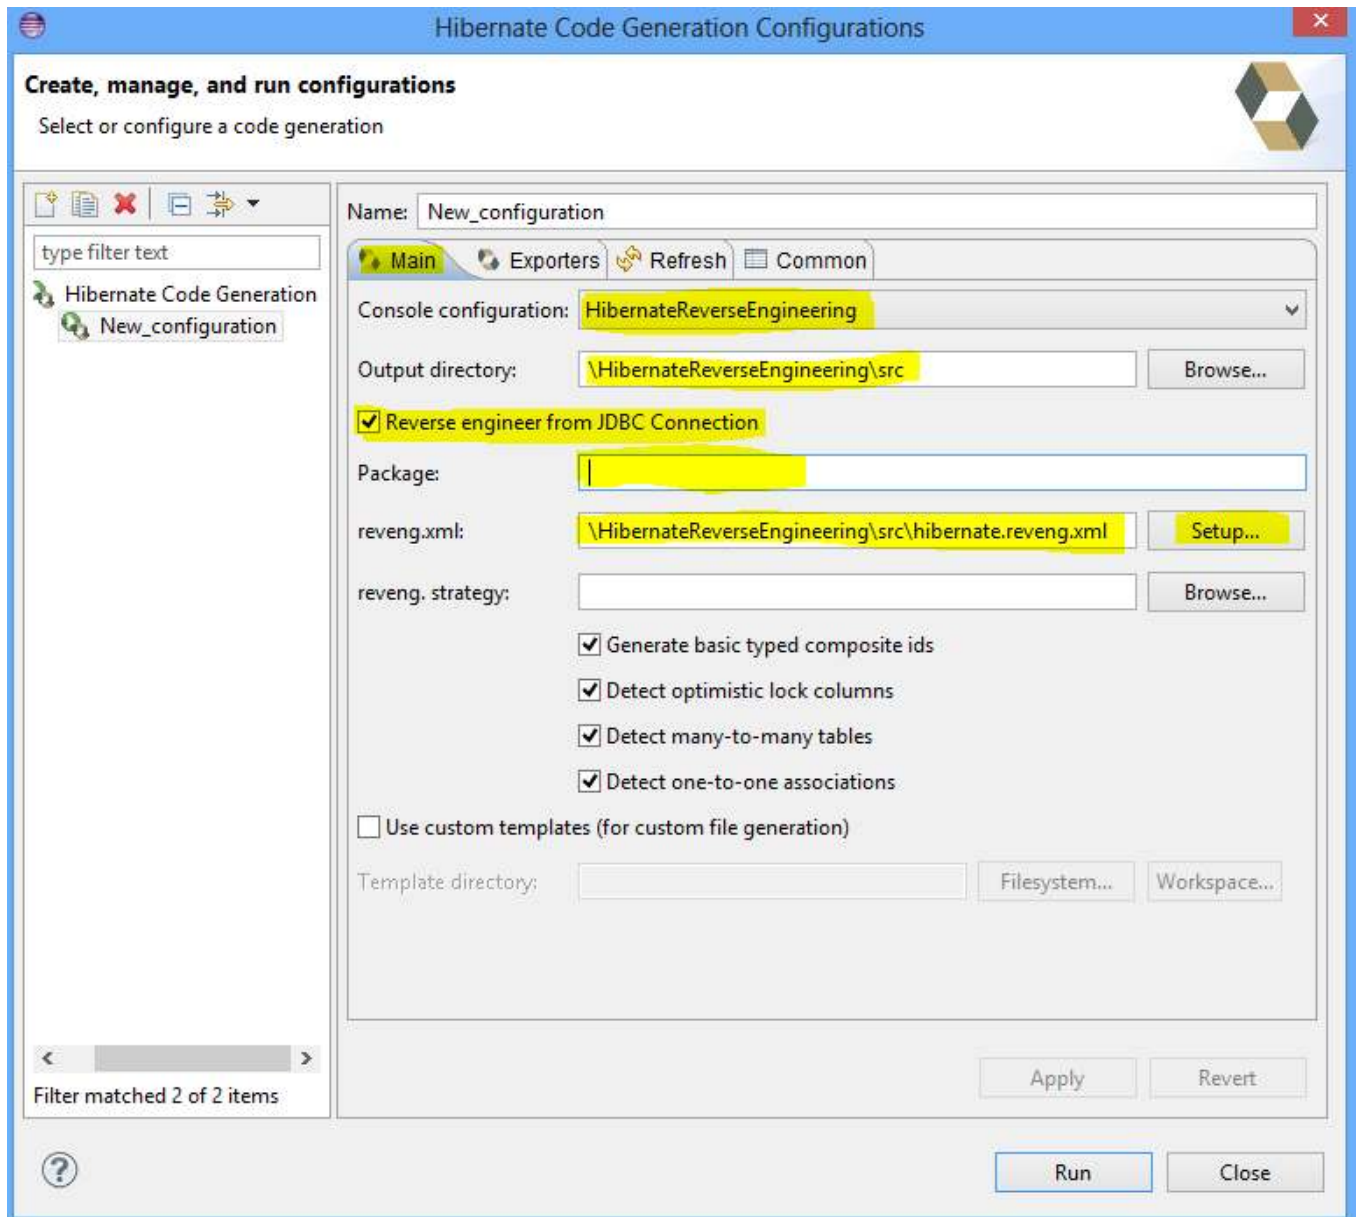 Hibernate Code Generation Configurations
Create, manage, and run configurations
Select or configure a code generation
type filter text
Hibernate Code Generation
New_configuration
Filter matched 2 of 2 items
Name: New_configuration
Main Exporters Refresh Common
Console configuration: HibernateReverseEngineering
Output directory: \HibernateReverseEngineering\src Browse...
Reverse engineer from JDBC Connection
Package:
reveng.xml: \HibernateReverseEngineering\src\hibernate.reveng.xml Setup...
reveng. strategy: Browse...
Generate basic typed composite ids
Detect optimistic lock columns
Detect many-to-many tables
Detect one-to-one associations
Use custom templates (for custom file generation)
Template directory: Filesystem... Workspace...
Apply Revert
Run Close